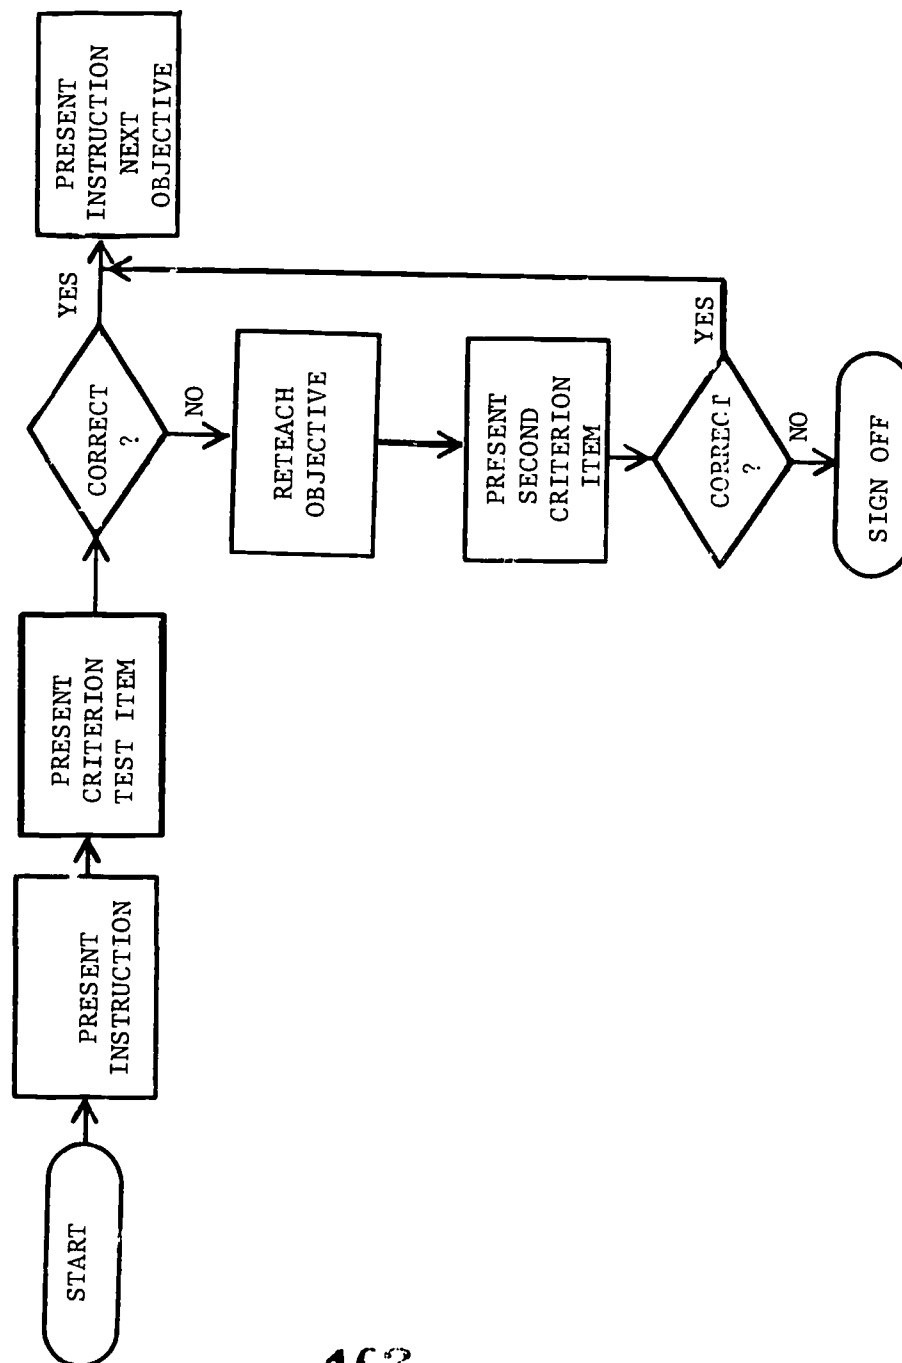 START
PRESENT
INSTRUCTION
PRESENT
CRITERION
TEST ITEM
CORRECT
?
YES
PRESENT
INSTRUCTION
NEXT
OBJECTIVE
NO
RETEACH
OBJECTIVE
PRESENT
SECOND
CRITERION
ITEM
CORRECT
?
YES
NO
SIGN OFF